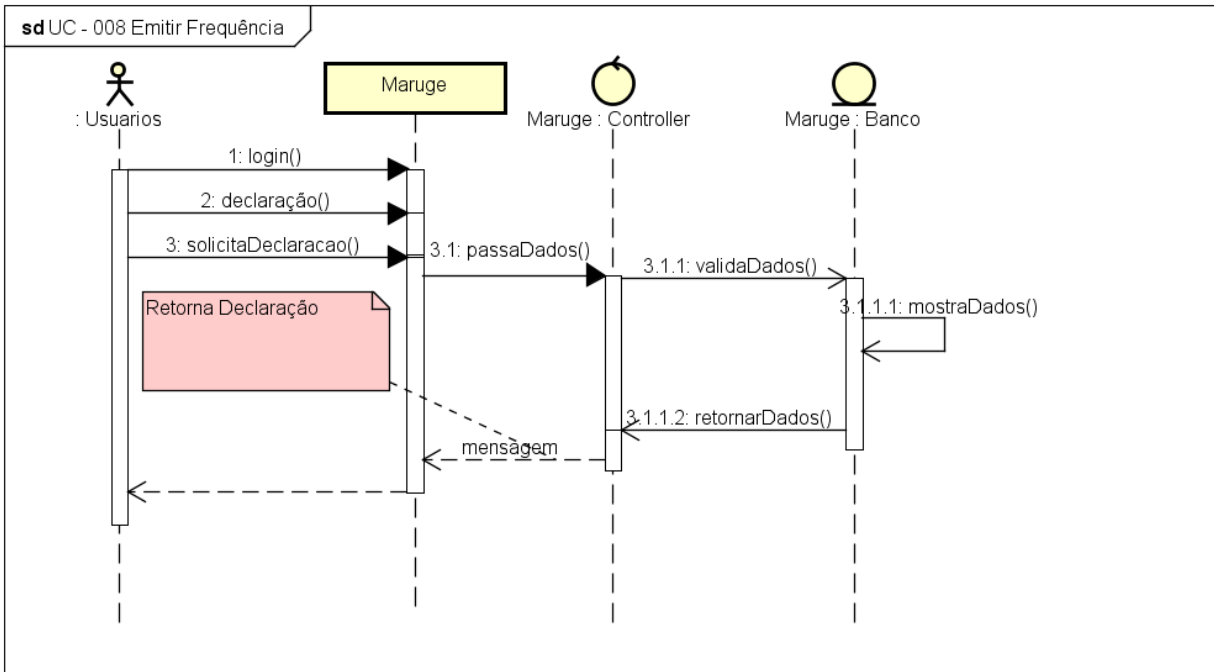 sd UC - 008 Emitir Frequência
: Usuarios
Maruge
Maruge : Controller
Maruge : Banco
1: login()
2: declaração()
3: solicitaDeclaracao()
3.1: passaDados()
3.1.1: validaDados()
3.1.1.1: mostraDados()
Retorna Declaração
3.1.1.2: retornarDados()
mensagem